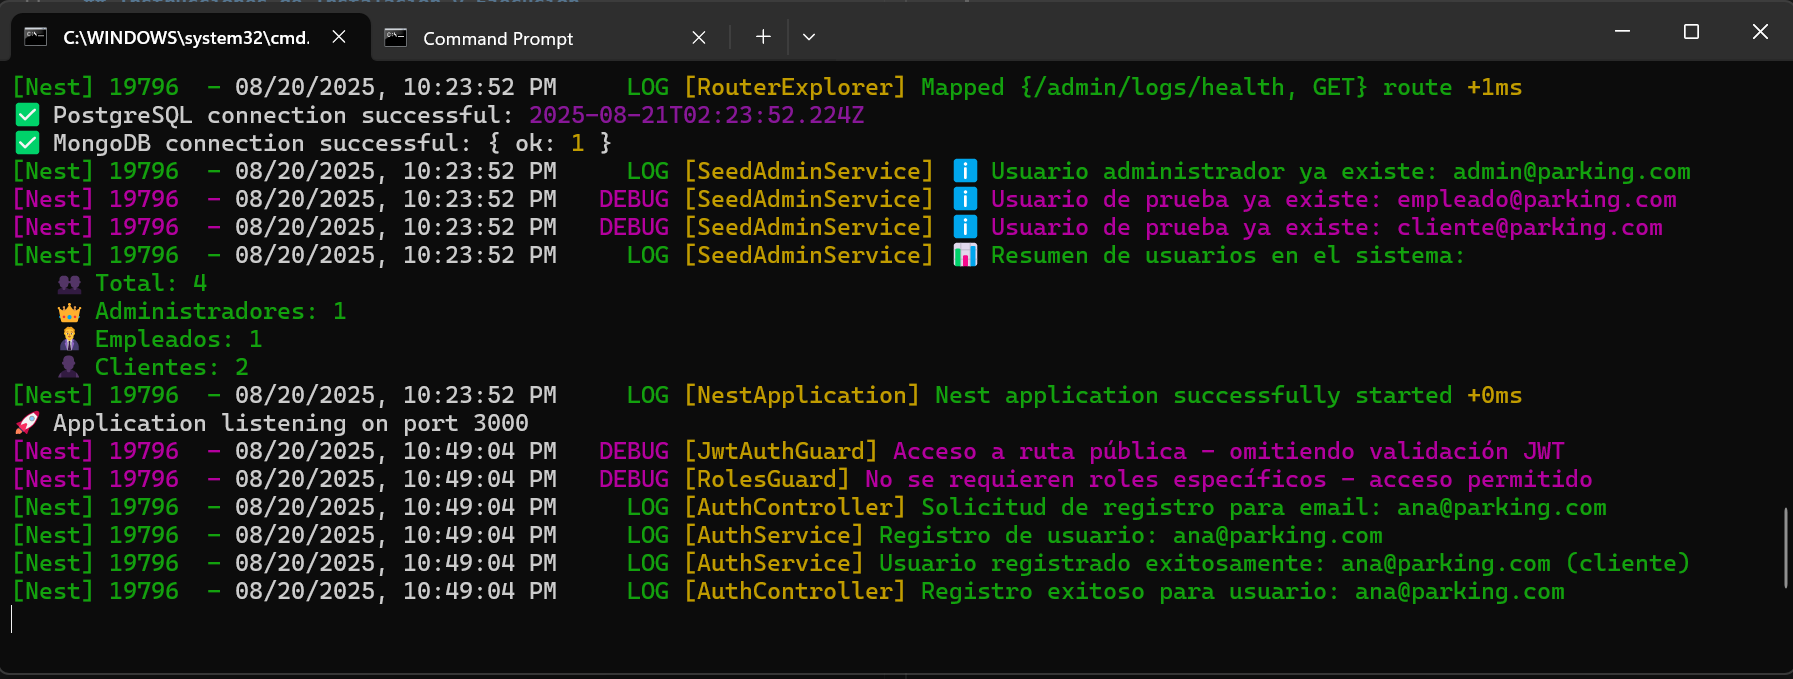 C:\WINDOWS\system32\cmd. Command Prompt
[Nest] 19796  - 08/20/2025, 10:23:52 PM     LOG [RouterExplorer] Mapped {/admin/logs/health, GET} route +1ms
✅ PostgreSQL connection successful: 2025-08-21T02:23:52.224Z
✅ MongoDB connection successful: { ok: 1 }
[Nest] 19796  - 08/20/2025, 10:23:52 PM     LOG [SeedAdminService] ℹ️ Usuario administrador ya existe: admin@parking.com
[Nest] 19796  - 08/20/2025, 10:23:52 PM   DEBUG [SeedAdminService] ℹ️ Usuario de prueba ya existe: empleado@parking.com
[Nest] 19796  - 08/20/2025, 10:23:52 PM   DEBUG [SeedAdminService] ℹ️ Usuario de prueba ya existe: cliente@parking.com
[Nest] 19796  - 08/20/2025, 10:23:52 PM     LOG [SeedAdminService] 📊 Resumen de usuarios en el sistema:
👥 Total: 4
👑 Administradores: 1
👨‍💼 Empleados: 1
👤 Clientes: 2
[Nest] 19796  - 08/20/2025, 10:23:52 PM     LOG [NestApplication] Nest application successfully started +0ms
🚀 Application listening on port 3000
[Nest] 19796  - 08/20/2025, 10:49:04 PM   DEBUG [JwtAuthGuard] Acceso a ruta pública - omitiendo validación JWT
[Nest] 19796  - 08/20/2025, 10:49:04 PM   DEBUG [RolesGuard] No se requieren roles específicos - acceso permitido
[Nest] 19796  - 08/20/2025, 10:49:04 PM     LOG [AuthController] Solicitud de registro para email: ana@parking.com
[Nest] 19796  - 08/20/2025, 10:49:04 PM     LOG [AuthService] Registro de usuario: ana@parking.com
[Nest] 19796  - 08/20/2025, 10:49:04 PM     LOG [AuthService] Usuario registrado exitosamente: ana@parking.com (cliente)
[Nest] 19796  - 08/20/2025, 10:49:04 PM     LOG [AuthController] Registro exitoso para usuario: ana@parking.com